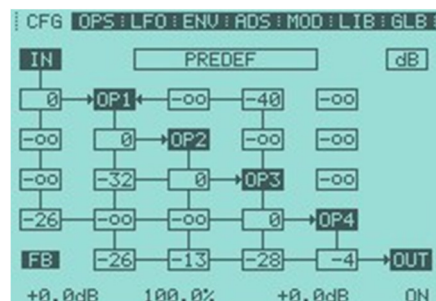 CFG OPS LFO ENV ADS MOD LIB GLB
IN PREDEF dB
0 OP1 -oo -40 -oo
-oo 0 OP2 -oo -oo
-oo -32 0 OP3 -oo
-26 -oo -oo 0 OP4
FB -26 -13 -28 -4 OUT
+0.0dB 100.0% +0.0dB ON